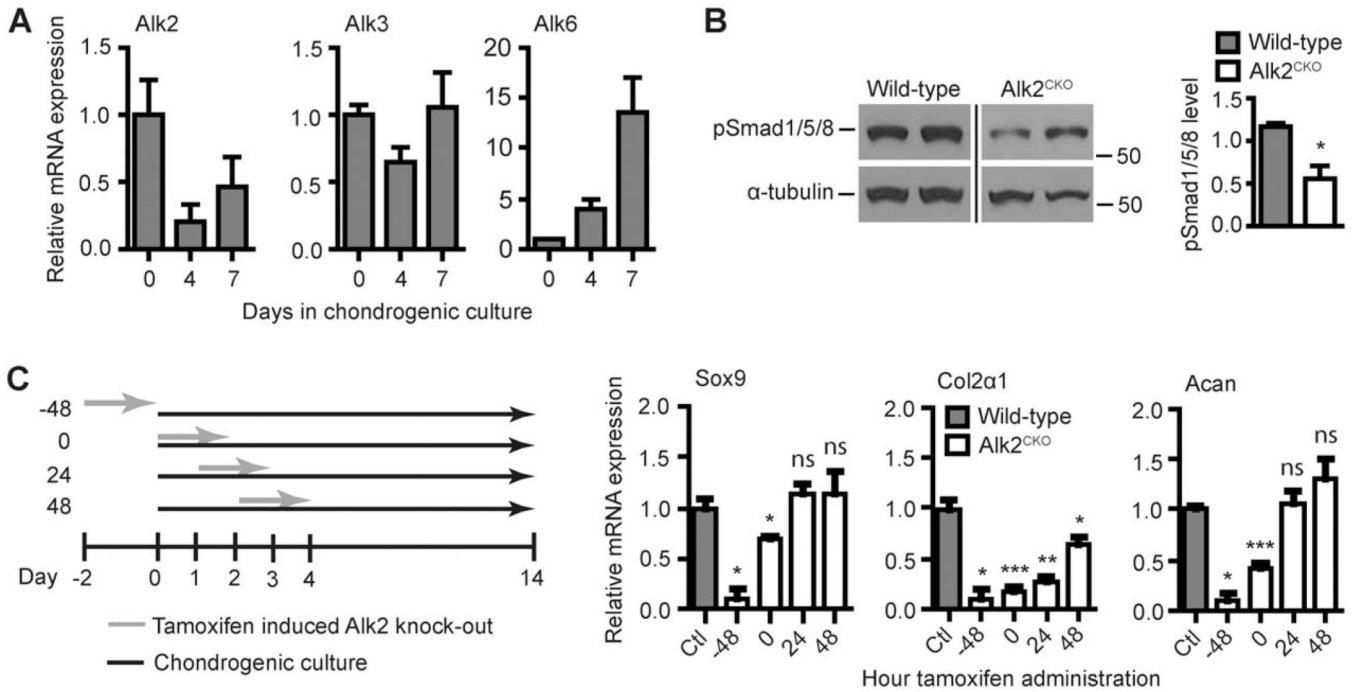 A
Alk2
Alk3
Alk6
Relative mRNA expression
1.5
1.0
0.5
0.0
1.5
1.0
0.5
0.0
20
15
10
5
0
0 4 7
0 4 7
0 4 7
Days in chondrogenic culture
B
Wild-type
Alk2CKO
Wild-type Alk2CKO
pSmad1/5/8
50
α-tubulin
50
pSmad1/5/8 level
1.5
1.0
0.5
0.0
*
C
-48
0
24
48
Day -2 0 1 2 3 4 14
Tamoxifen induced Alk2 knock-out
Chondrogenic culture
Relative mRNA expression
Sox9
2.0
1.5
1.0
0.5
0.0
* * ns ns
Ctl -48 0 24 48
Col2α1
Wild-type
Alk2CKO
2.0
1.5
1.0
0.5
0.0
* *** ** *
Ctl -48 0 24 48
Acan
2.0
1.5
1.0
0.5
0.0
* *** ns ns
Ctl -48 0 24 48
Hour tamoxifen administration